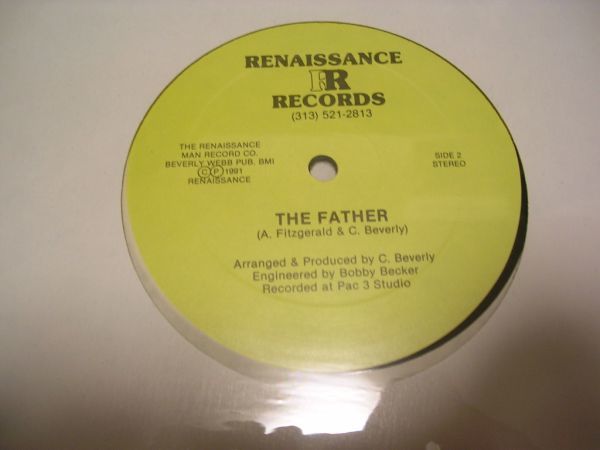 RENAISSANCE
RR
RECORDS
(313) 521-2813
THE RENAISSANCE
MAN RECORD CO.
BEVERLY WEBB PUB. BMI
Ⓒ Ⓟ 1991
RENAISSANCE
SIDE 2
STEREO
THE FATHER
(A. Fitzgerald & C. Beverly)
Arranged & Produced by C. Beverly
Engineered by Bobby Becker
Recorded at Pac 3 Studio